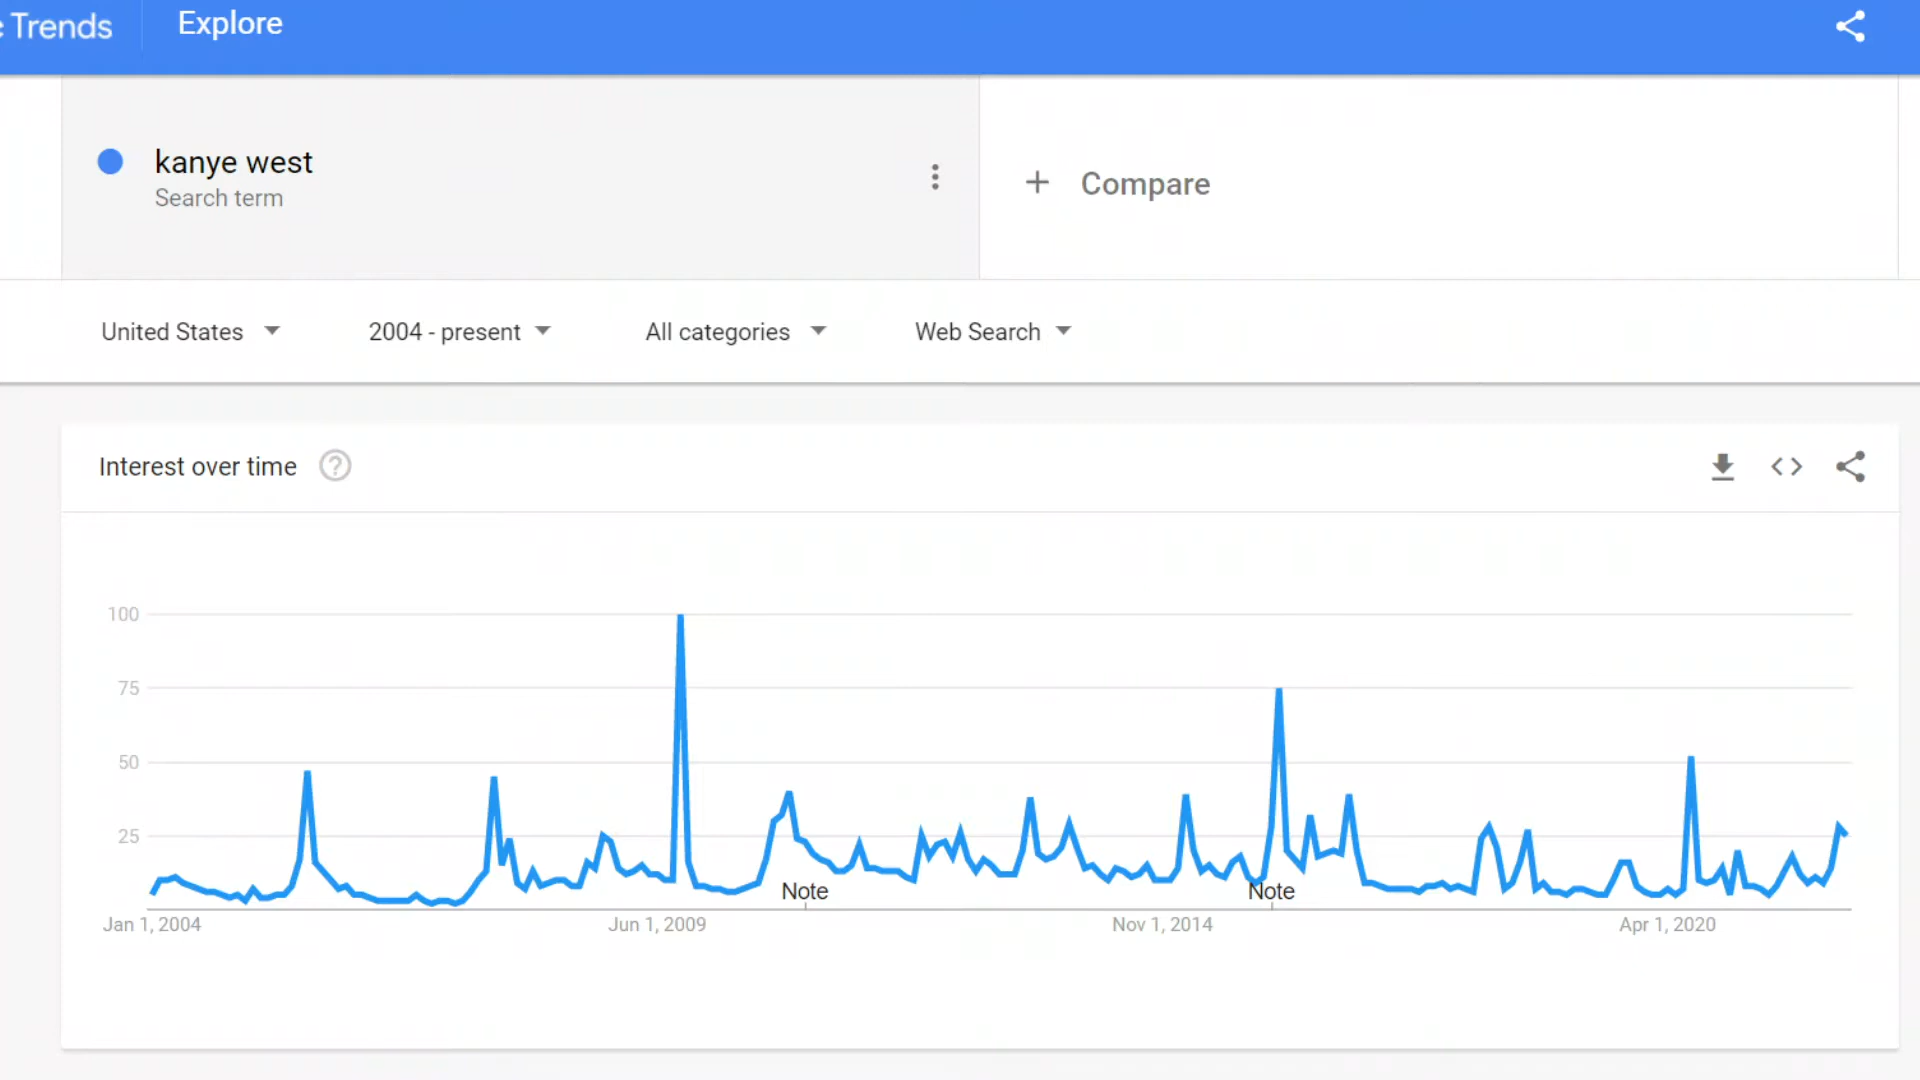 Trends
Explore
kanye west
Search term
+ Compare
United States
2004 - present
All categories
Web Search
Interest over time ?
100
75
50
25
Note
Note
Jan 1, 2004
Jun 1, 2009
Nov 1, 2014
Apr 1, 2020